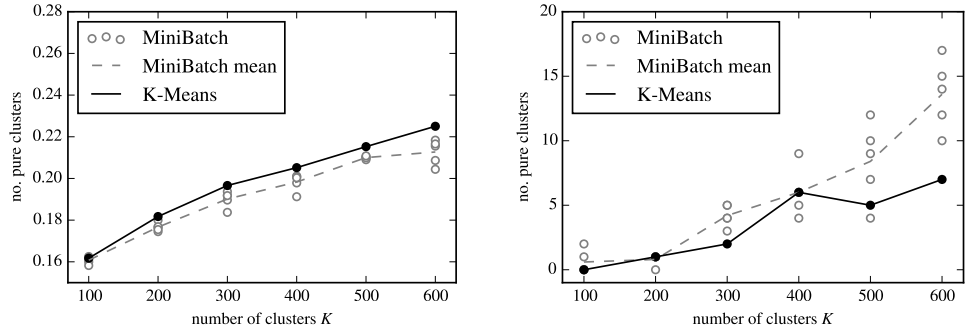 0.28
0.26
0.24
0.22
0.20
0.18
0.16
no. pure clusters
MiniBatch
MiniBatch mean
K-Means
100 200 300 400 500 600
number of clusters K
20
15
10
5
0
no. pure clusters
MiniBatch
MiniBatch mean
K-Means
100 200 300 400 500 600
number of clusters K